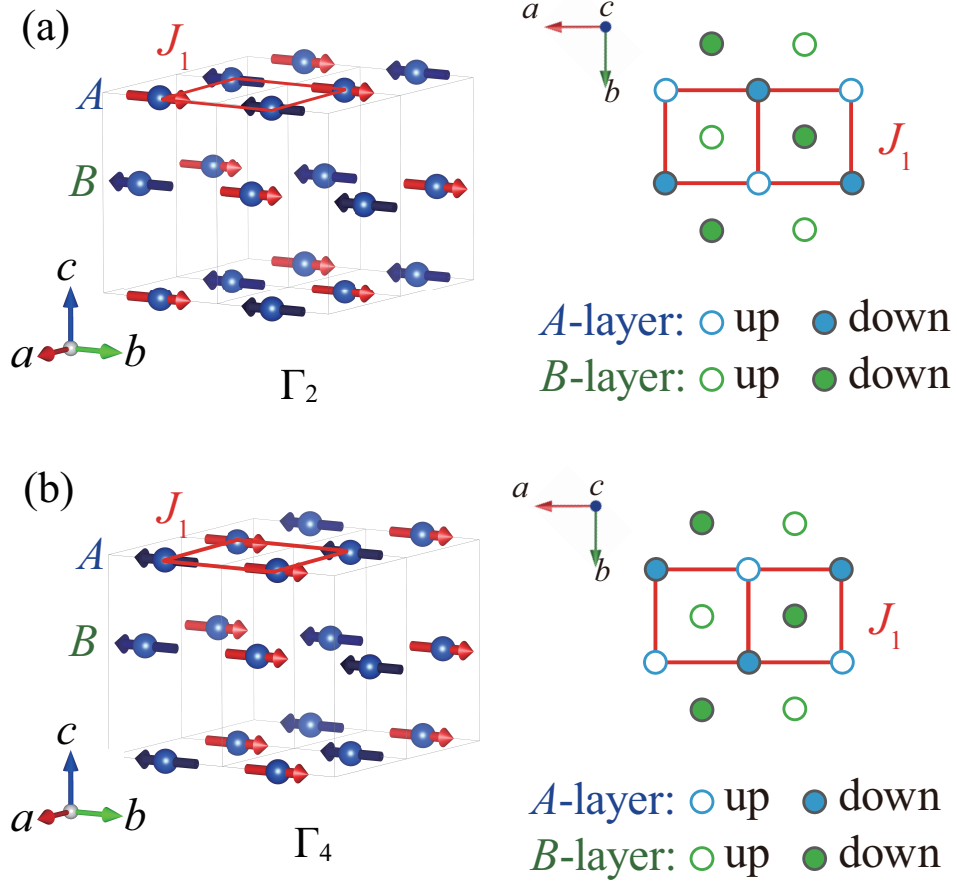 (a)
J1
A
B
c
a
b
Γ2
a
c
b
J1
A-layer: up down
B-layer: up down
(b)
J1
A
B
c
a
b
Γ4
a
c
b
J1
A-layer: up down
B-layer: up down